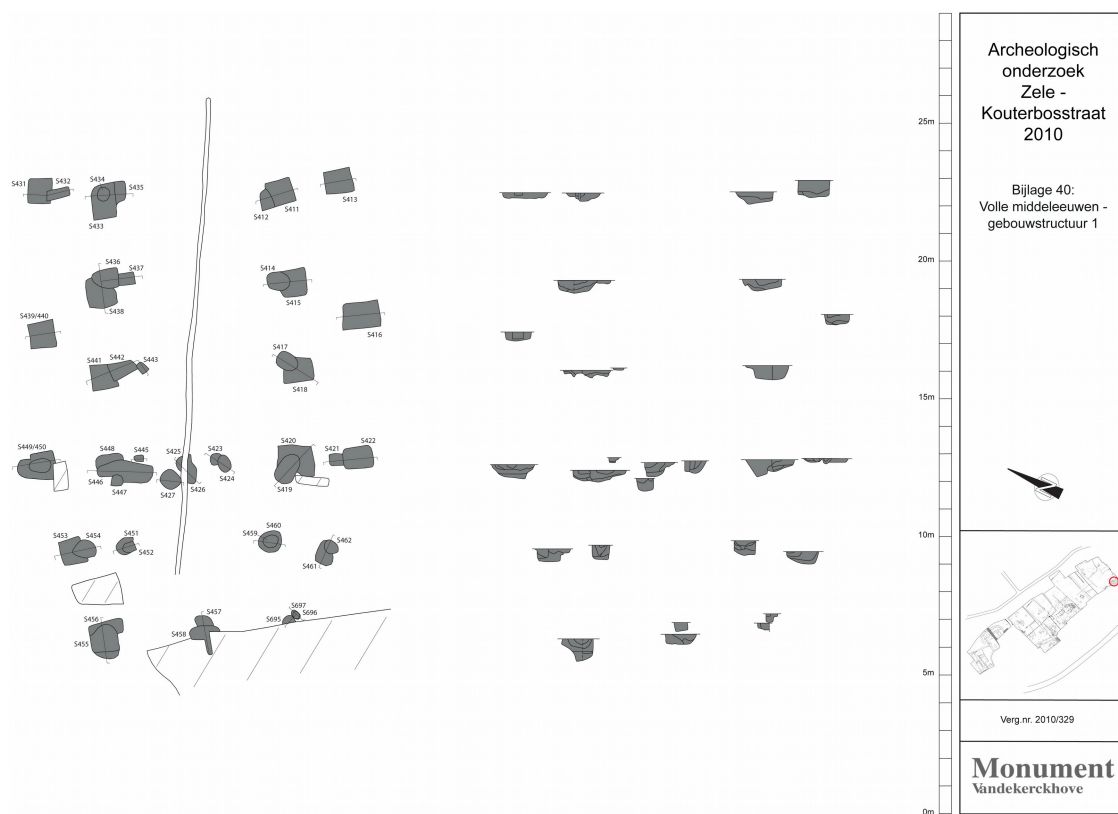 S431
S432
S434
S435
S433
S412
S411
S413
S436
S437
S438
S414
S415
S439/440
S416
S441
S442
S443
S417
S418
S449/450
S448
S445
S446
S447
S425
S423
S427
S426
S424
S420
S421
S422
S419
S453
S454
S451
S452
S459
S460
S462
S461
S456
S455
S457
S458
S697
S696
S695
25m
20m
15m
10m
5m
0m
Archeologisch
onderzoek
Zele -
Kouterbosstraat
2010
Bijlage 40:
Volle middeleeuwen -
gebouwstructuur 1
Verg.nr. 2010/329
Monument
Vandekerckhove